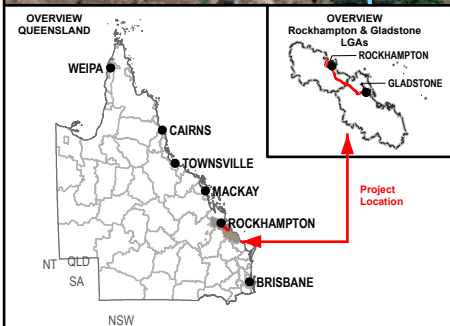 OVERVIEW
QUEENSLAND
WEIPA
CAIRNS
TOWNSVILLE
MACKAY
ROCKHAMPTON
BRISBANE
NT
QLD
SA
NSW
OVERVIEW
Rockhampton & Gladstone
LGAs
ROCKHAMPTON
GLADSTONE
Project
Location